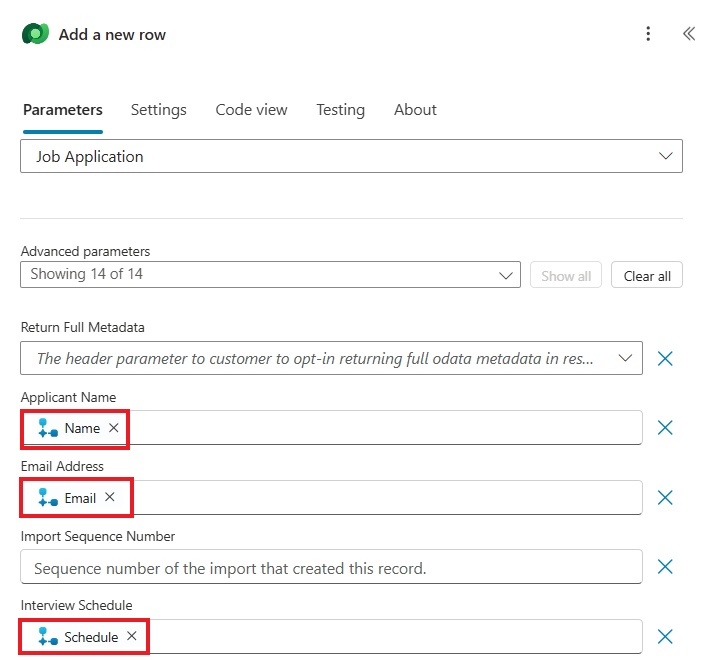 Add a new row
Parameters Settings Code view Testing About
Job Application
Advanced parameters
Showing 14 of 14 Show all Clear all
Return Full Metadata
The header parameter to customer to opt-in returning full odata metadata in res...
Applicant Name
Name
Email Address
Email
Import Sequence Number
Sequence number of the import that created this record.
Interview Schedule
Schedule